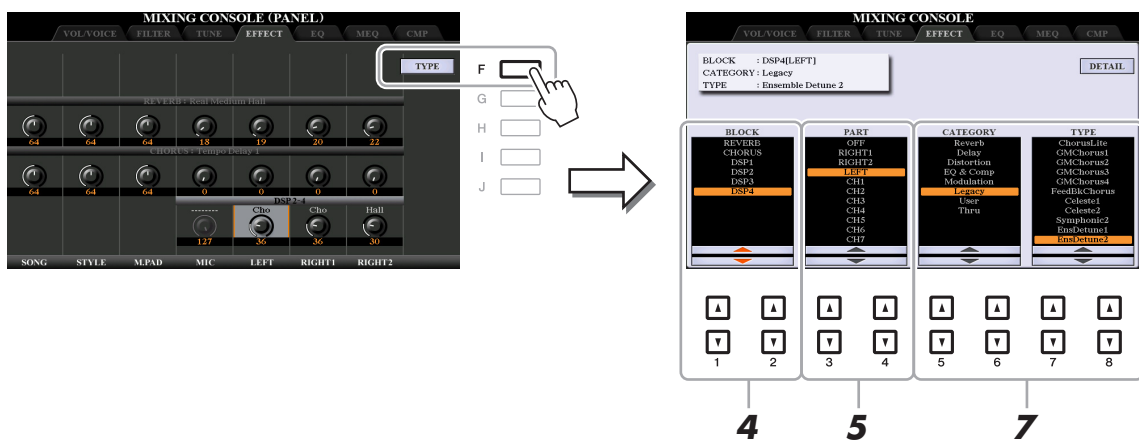 MIXING CONSOLE (PANEL)
VOL/VOICE FILTER TUNE EFFECT EQ MEQ CMP
TYPE
F
G
H
I
J
REVERB : Real Medium Hall
64 64 64 18 19 20 22
CHORUS : Tempo Delay 1
64 64 64 0 0 0 0
DSP 2-4
-------- Cho Cho Hall
127 36 36 30
SONG STYLE M.PAD MIC LEFT RIGHT1 RIGHT2
MIXING CONSOLE
VOL/VOICE FILTER TUNE EFFECT EQ MEQ CMP
BLOCK : DSP4[LEFT]
CATEGORY : Legacy
TYPE : Ensemble Detune 2
DETAIL
BLOCK
REVERB
CHORUS
DSP1
DSP2
DSP3
DSP4
PART
OFF
RIGHT1
RIGHT2
LEFT
CH1
CH2
CH3
CH4
CH5
CH6
CH7
CATEGORY
Reverb
Delay
Distortion
EQ & Comp
Modulation
Legacy
User
Thru
TYPE
ChorusLite
GMChorus1
GMChorus2
GMChorus3
GMChorus4
FeedBkChorus
Celeste1
Celeste2
Symphonic2
EnsDetune1
EnsDetune2
1 2 3 4 5 6 7 8
4 5 7